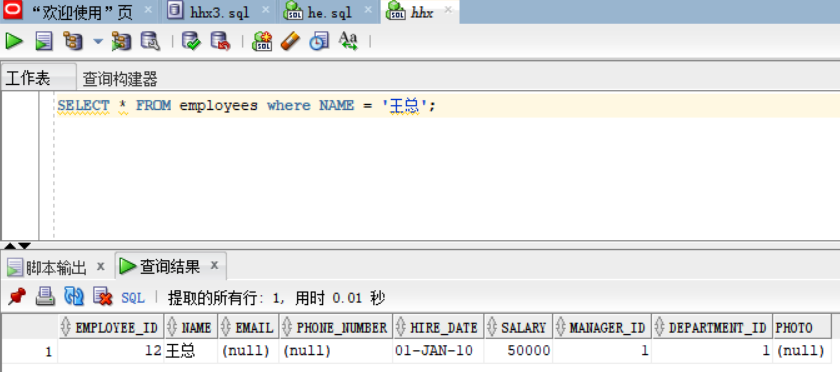 “欢迎使用”页 hhx3.sql he.sql hhx
工作表 查询构建器
SELECT * FROM employees where NAME = '王总';
脚本输出 查询结果
SQL 提取的所有行: 1, 用时 0.01 秒
EMPLOYEE_ID NAME EMAIL PHONE_NUMBER HIRE_DATE SALARY MANAGER_ID DEPARTMENT_ID PHOTO
1 12 王总 (null) (null) 01-JAN-10 50000 1 1 (null)